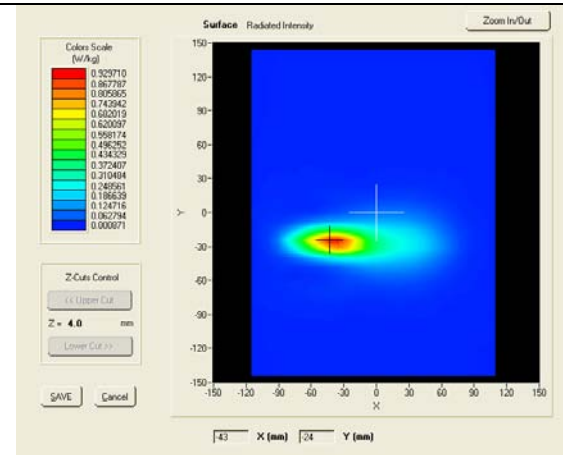 Surface Radiated Intensity
Zoom In/Out
Colors Scale
(W/kg)
0.929710
0.867787
0.805865
0.743942
0.682019
0.620097
0.558174
0.496252
0.434329
0.372407
0.310484
0.248561
0.186639
0.124716
0.062794
0.000871
Z-Cuts Control
<< Upper Cut
Z = 4.0 mm
Lower Cut >>
SAVE
Cancel
150
120
90
60
30
0
-30
-60
-90
-120
-150
Y
-150 -120 -90 -60 -30 0 30 60 90 120 150
X
-43 X (mm) -24 Y (mm)